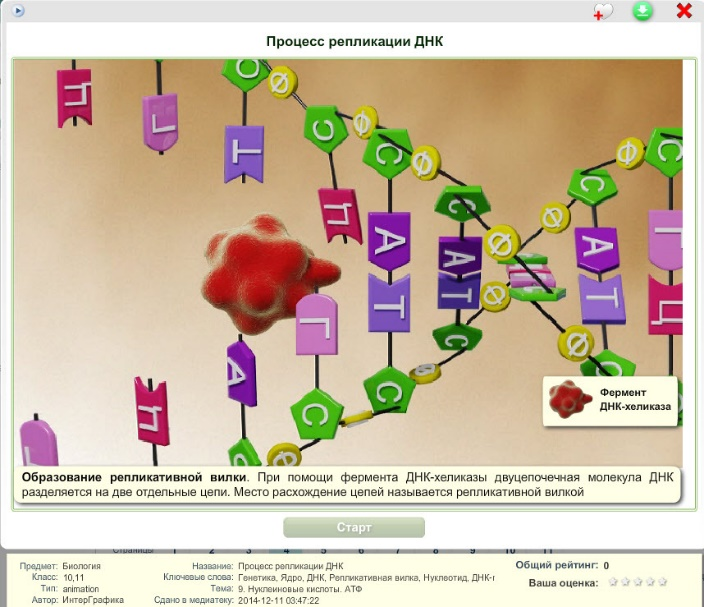 Процесс репликации ДНК
Ц Г Т С Ф С Ц Ф С Ф С Ф Ф С Ф С
А А А Г
Г Т Т Т Ц
А С С Ф Ф С
Ц С Ф С
Г С Ф
Фермент
ДНК-хеликаза
Образование репликативной вилки. При помощи фермента ДНК-хеликазы двуцепочечная молекула ДНК
разделяется на две отдельные цепи. Место расхождение цепей называется репликативной вилкой
Старт
Страницы 1 2 3 4 5 6 7 8 9 10 11
Предмет: Биология
Класс: 10,11
Тип: animation
Автор: ИнтерГрафика
Название: Процесс репликации ДНК
Ключевые слова: Генетика, Ядро, ДНК, Репликативная вилка, Нуклеотид, ДНК-г
Тема: 9. Нуклеиновые кислоты. АТФ
Сдано в медиатеку: 2014-12-11 03:47:22
Общий рейтинг: 0
Ваша оценка: